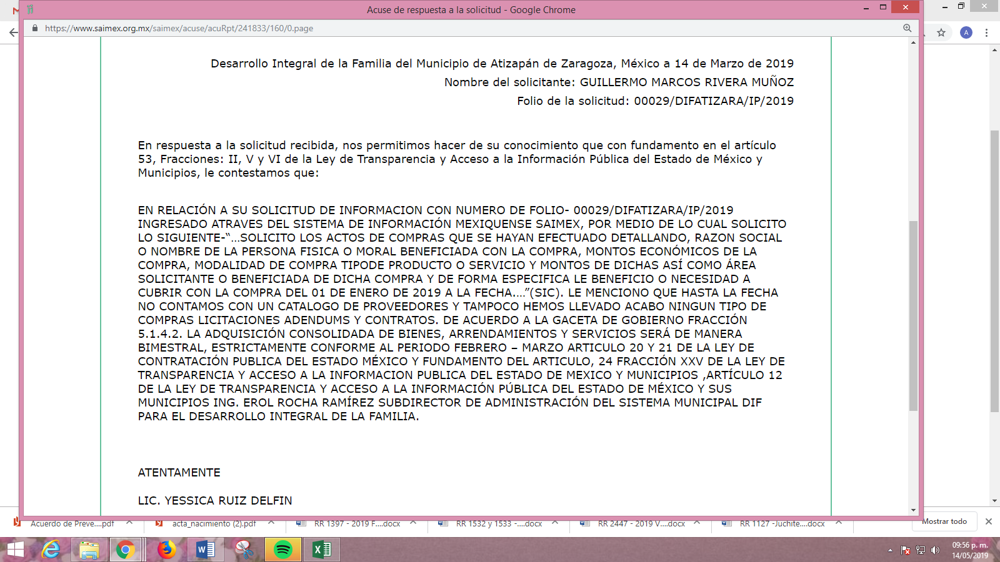 Acuse de respuesta a la solicitud - Google Chrome
https://www.saimex.org.mx/saimex/acuse/acuRpt/241833/160/0.page
A
Desarrollo Integral de la Familia del Municipio de Atizapán de Zaragoza, México a 14 de Marzo de 2019
Nombre del solicitante: GUILLERMO MARCOS RIVERA MUÑOZ
Folio de la solicitud: 00029/DIFATIZARA/IP/2019
En respuesta a la solicitud recibida, nos permitimos hacer de su conocimiento que con fundamento en el artículo
53, Fracciones: II, V y VI de la Ley de Transparencia y Acceso a la Información Pública del Estado de México y
Municipios, le contestamos que:
EN RELACIÓN A SU SOLICITUD DE INFORMACION CON NUMERO DE FOLIO- 00029/DIFATIZARA/IP/2019
INGRESADO ATRAVES DEL SISTEMA DE INFORMACIÓN MEXIQUENSE SAIMEX, POR MEDIO DE LO CUAL SOLICITO
LO SIGUIENTE-“...SOLICITO LOS ACTOS DE COMPRAS QUE SE HAYAN EFECTUADO DETALLANDO, RAZON SOCIAL
O NOMBRE DE LA PERSONA FISICA O MORAL BENEFICIADA CON LA COMPRA, MONTOS ECONÓMICOS DE LA
COMPRA, MODALIDAD DE COMPRA TIPODE PRODUCTO O SERVICIO Y MONTOS DE DICHAS ASÍ COMO ÁREA
SOLICITANTE O BENEFICIADA DE DICHA COMPRA Y DE FORMA ESPECIFICA LE BENEFICIO O NECESIDAD A
CUBRIR CON LA COMPRA DEL 01 DE ENERO DE 2019 A LA FECHA....”(SIC). LE MENCIONO QUE HASTA LA FECHA
NO CONTAMOS CON UN CATALOGO DE PROVEEDORES Y TAMPOCO HEMOS LLEVADO ACABO NINGUN TIPO DE
COMPRAS LICITACIONES ADENDUMS Y CONTRATOS. DE ACUERDO A LA GACETA DE GOBIERNO FRACCIÓN
5.1.4.2. LA ADQUISICIÓN CONSOLIDADA DE BIENES, ARRENDAMIENTOS Y SERVICIOS SERÁ DE MANERA
BIMESTRAL, ESTRICTAMENTE CONFORME AL PERIODO FEBRERO – MARZO ARTICULO 20 Y 21 DE LA LEY DE
CONTRATACIÓN PUBLICA DEL ESTADO MÉXICO Y FUNDAMENTO DEL ARTICULO, 24 FRACCIÓN XXV DE LA LEY DE
TRANSPARENCIA Y ACCESO A LA INFORMACION PUBLICA DEL ESTADO DE MEXICO Y MUNICIPIOS ,ARTÍCULO 12
DE LA LEY DE TRANSPARENCIA Y ACCESO A LA INFORMACIÓN PÚBLICA DEL ESTADO DE MÉXICO Y SUS
MUNICIPIOS ING. EROL ROCHA RAMÍREZ SUBDIRECTOR DE ADMINISTRACIÓN DEL SISTEMA MUNICIPAL DIF
PARA EL DESARROLLO INTEGRAL DE LA FAMILIA.
ATENTAMENTE
LIC. YESSICA RUIZ DELFIN
Acuerdo de Preve....pdf
acta_nacimiento (2).pdf
RR 1397 - 2019 F....docx
RR 1532 y 1533 -....docx
RR 2447 - 2019 V....docx
RR 1127 -Juchite....docx
Mostrar todo
09:56 p. m.
14/05/2019